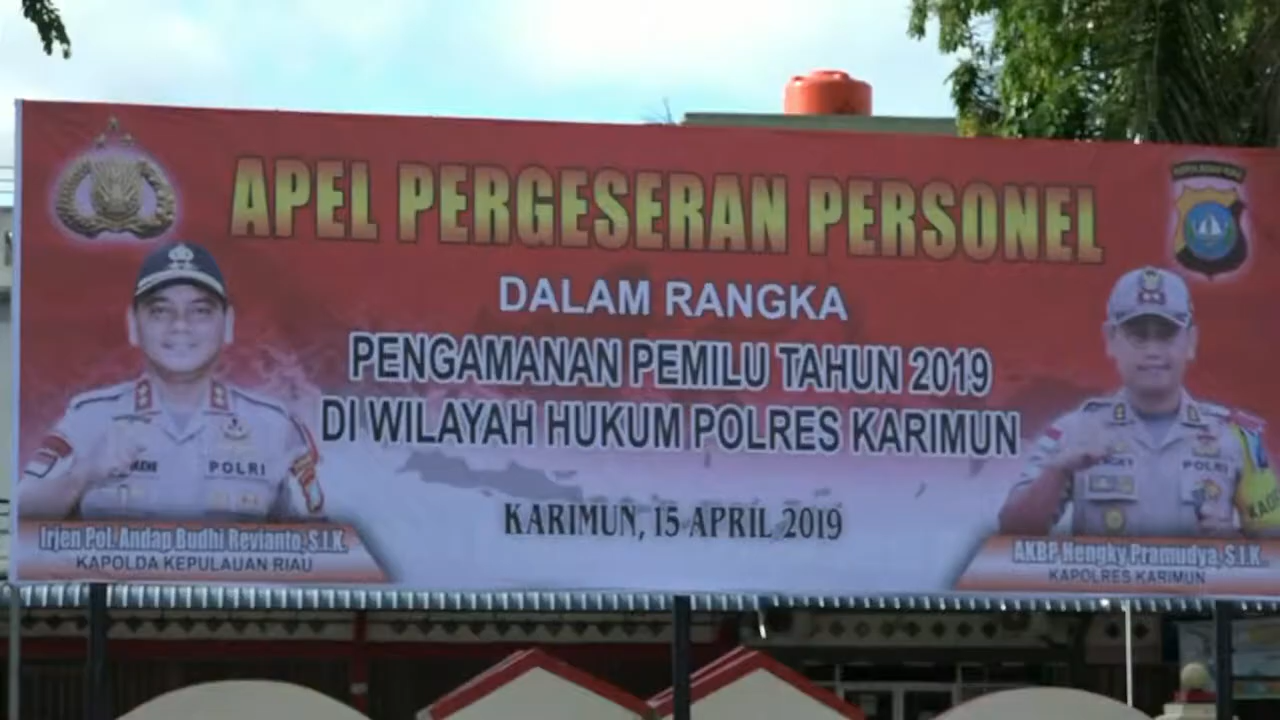 APEL PERGESERAN PERSONEL
DALAM RANGKA
PENGAMANAN PEMILU TAHUN 2019
DI WILAYAH HUKUM POLRES KARIMUN
KARIMUN, 15 APRIL 2019
POLRI
POLRI
Irjen Pol. Andap Budhi Revianto, S.I.K.
KAPOLDA KEPULAUAN RIAU
AKBP Hengky Pramudya, S.I.K.
KAPOLRES KARIMUN